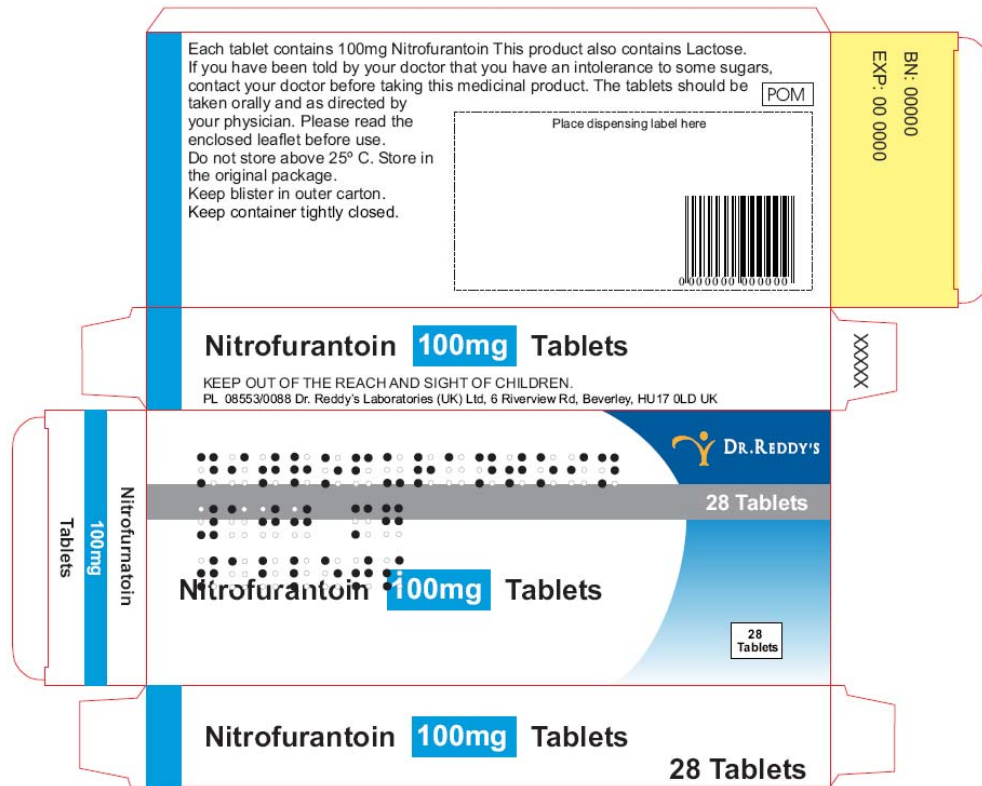 Each tablet contains 100mg Nitrofurantoin This product also contains Lactose.
If you have been told by your doctor that you have an intolerance to some sugars,
contact your doctor before taking this medicinal product. The tablets should be
taken orally and as directed by
your physician. Please read the
enclosed leaflet before use.
Do not store above 25º C. Store in
the original package.
Keep blister in outer carton.
Keep container tightly closed.
POM
Place dispensing label here
0 000000 000000
BN: 00000
EXP: 00 0000
Nitrofurantoin 100mg Tablets
KEEP OUT OF THE REACH AND SIGHT OF CHILDREN.
PL 08553/0088 Dr. Reddy's Laboratories (UK) Ltd, 6 Riverview Rd, Beverley, HU17 0LD UK
XXXXX
Nitrofurnatoin
100mg
Tablets
DR.REDDY'S
28 Tablets
Nitrofurantoin 100mg Tablets
28
Tablets
Nitrofurantoin 100mg Tablets
28 Tablets